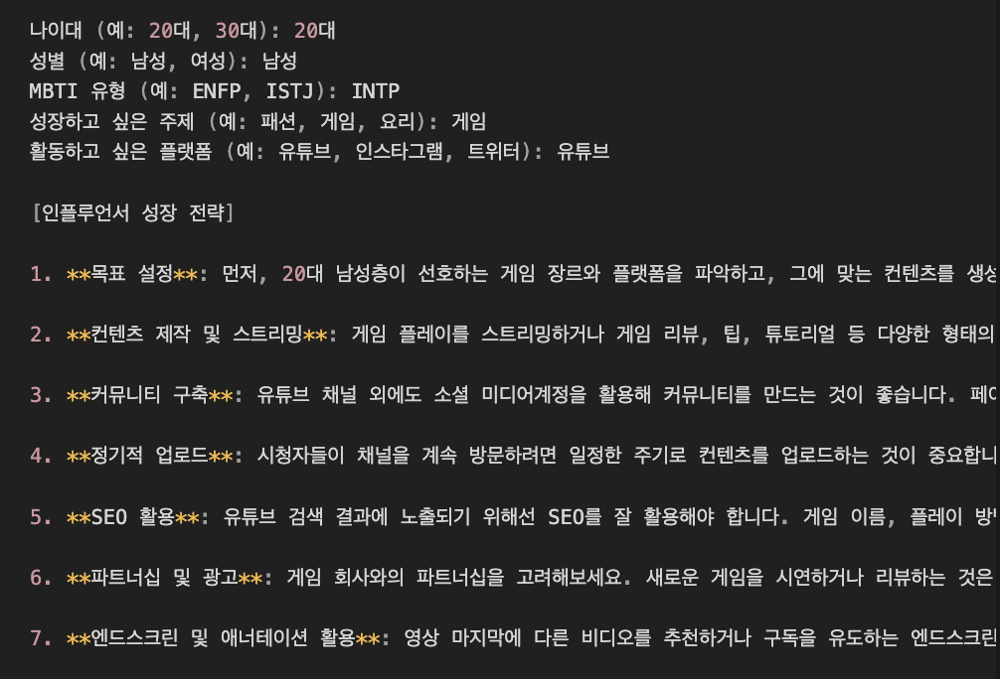 나이대 (예: 20대, 30대): 20대
성별 (예: 남성, 여성): 남성
MBTI 유형 (예: ENFP, ISTJ): INTP
성장하고 싶은 주제 (예: 패션, 게임, 요리): 게임
활동하고 싶은 플랫폼 (예: 유튜브, 인스타그램, 트위터): 유튜브
[인플루언서 성장 전략]
1. **목표 설정**: 먼저, 20대 남성층이 선호하는 게임 장르와 플랫폼을 파악하고, 그에 맞는 컨텐츠를
2. **컨텐츠 제작 및 스트리밍**: 게임 플레이를 스트리밍하거나 게임 리뷰, 팁, 튜토리얼 등 다양한 형태의
3. **커뮤니티 구축**: 유튜브 채널 외에도 소셜 미디어계정을 활용해 커뮤니티를 만드는 것이 좋습니다.
4. **정기적 업로드**: 시청자들이 채널을 계속 방문하려면 일정한 주기로 컨텐츠를 업로드하는 것이
5. **SEO 활용**: 유튜브 검색 결과에 노출되기 위해선 SEO를 잘 활용해야 합니다. 게임 이름, 플레이
6. **파트너십 및 광고**: 게임 회사와의 파트너십을 고려해보세요. 새로운 게임을 시연하거나 리뷰하는 것은
7. **엔드스크린 및 애너테이션 활용**: 영상 마지막에 다른 비디오를 추천하거나 구독을 유도하는 엔드스크린